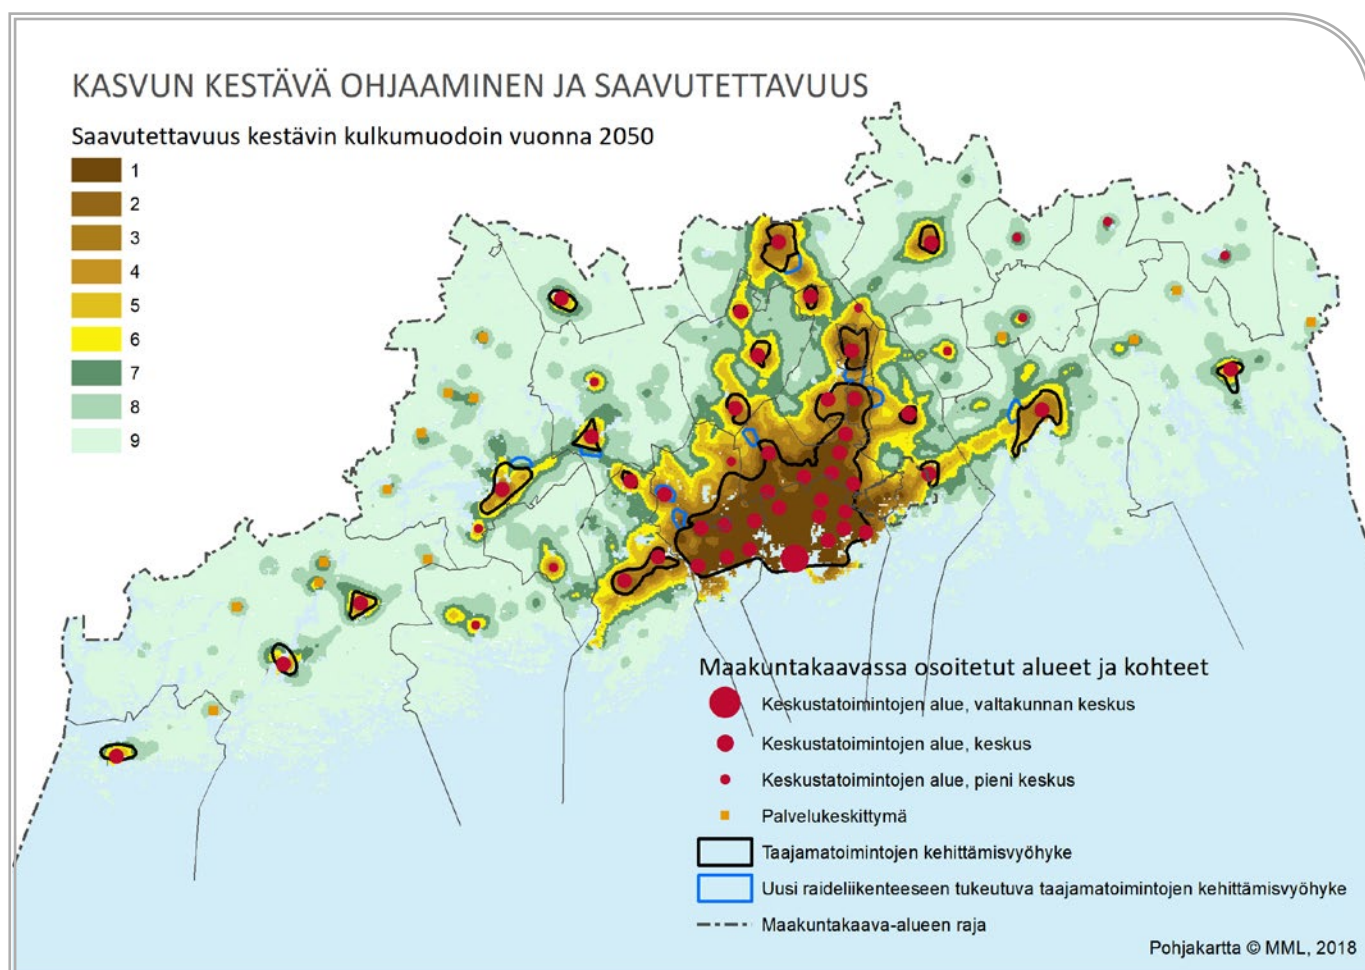 KASVUN KESTÄVÄ OHJAAMINEN JA SAAVUTETTAVUUS
Saavutettavuus kestävin kulkumuodoin vuonna 2050
1
2
3
4
5
6
7
8
9
Maakuntakaavassa osoitetut alueet ja kohteet
Keskustatoimintojen alue, valtakunnan keskus
Keskustatoimintojen alue, keskus
Keskustatoimintojen alue, pieni keskus
Palvelukeskittymä
Taajamatoimintojen kehittämisvyöhyke
Uusi raideliikenteeseen tukeutuva taajamatoimintojen kehittämisvyöhyke
Maakuntakaava-alueen raja
Pohjakartta © MML, 2018